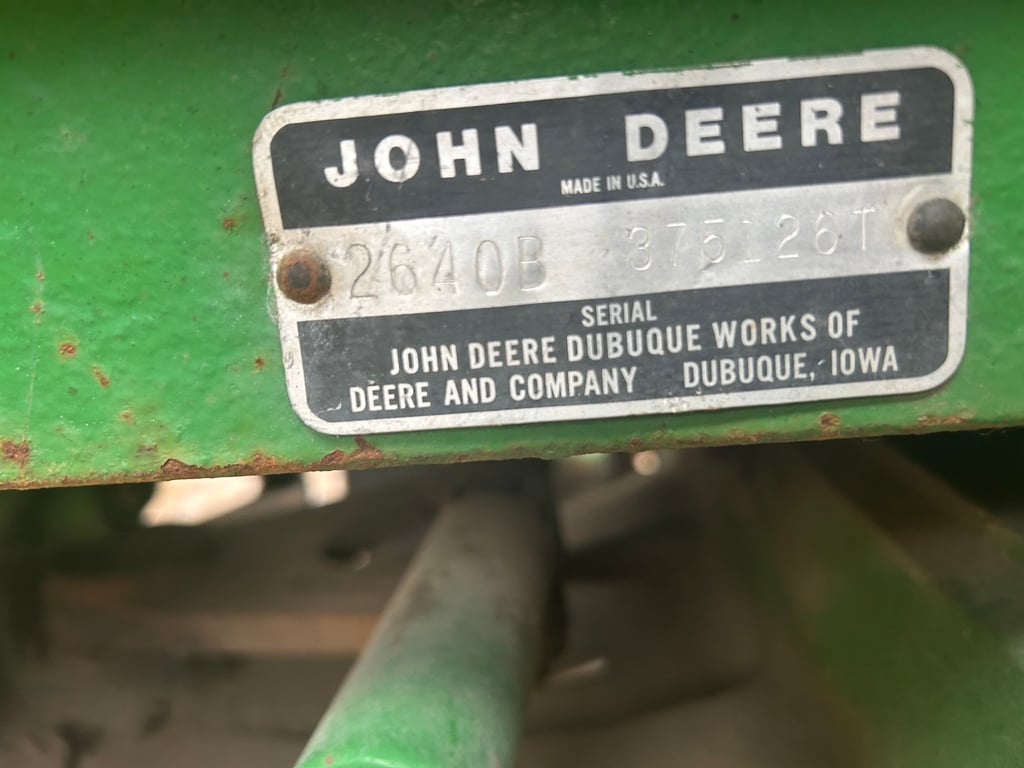 JOHN DEERE
MADE IN U.S.A.
2640B 375126T
SERIAL
JOHN DEERE DUBUQUE WORKS OF
DEERE AND COMPANY DUBUQUE, IOWA